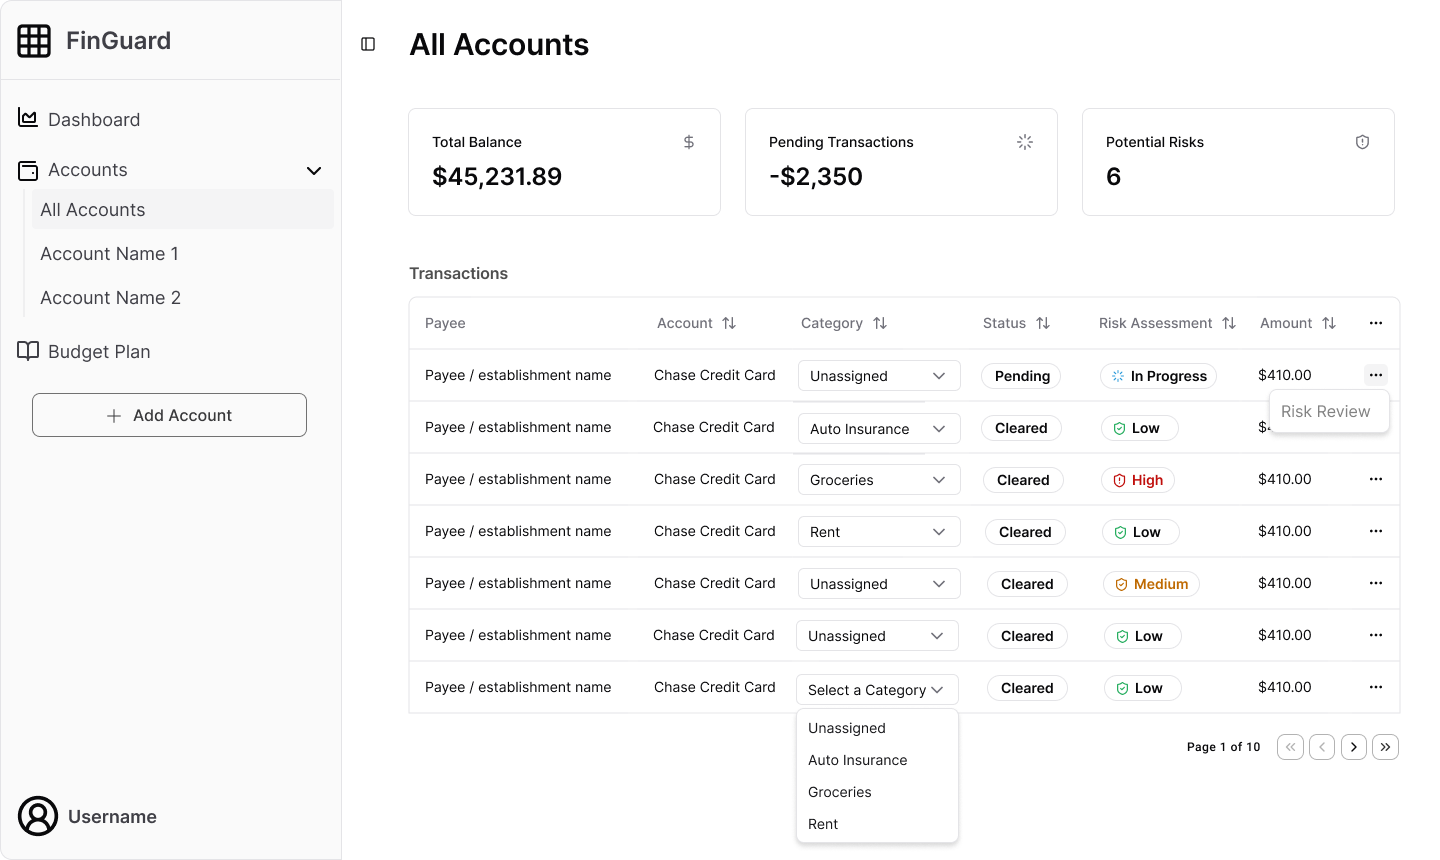 FinGuard
Dashboard
Accounts
All Accounts
Account Name 1
Account Name 2
Budget Plan
Add Account
Username
All Accounts
Total Balance
$45,231.89
Pending Transactions
-$2,350
Potential Risks
6
Transactions
Payee Account Category Status Risk Assessment Amount
Payee / establishment name Chase Credit Card Unassigned Pending In Progress $410.00
Risk Review
Payee / establishment name Chase Credit Card Auto Insurance Cleared Low
Payee / establishment name Chase Credit Card Groceries Cleared High $410.00
Payee / establishment name Chase Credit Card Rent Cleared Low $410.00
Payee / establishment name Chase Credit Card Unassigned Cleared Medium $410.00
Payee / establishment name Chase Credit Card Unassigned Cleared Low $410.00
Payee / establishment name Chase Credit Card Select a Category Cleared Low $410.00
Unassigned
Auto Insurance
Groceries
Rent
Page 1 of 10